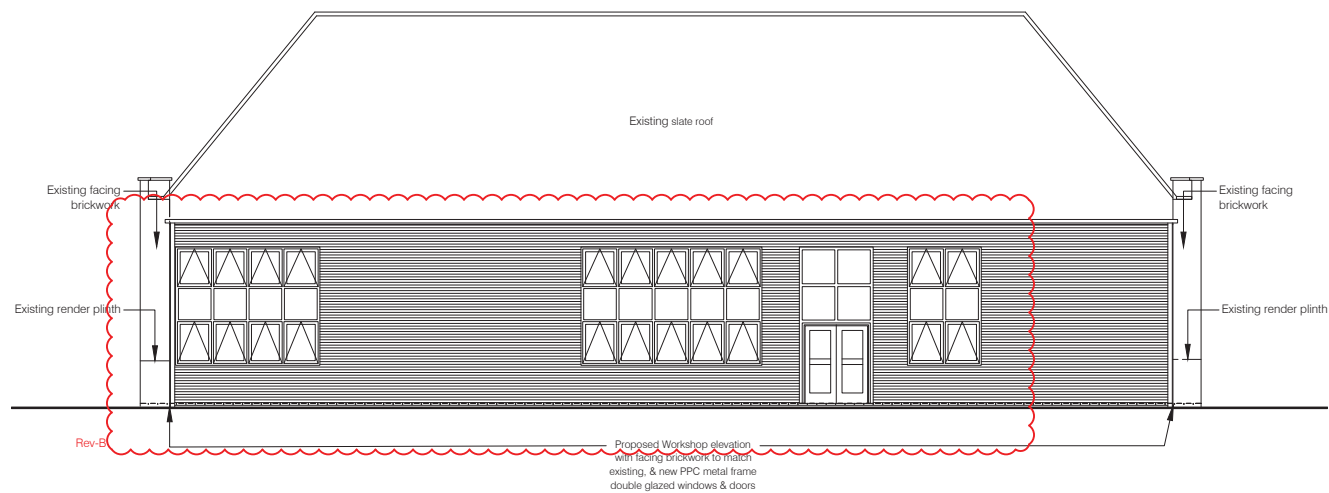 Existing slate roof
Existing facing
brickwork
Existing facing
brickwork
Existing render plinth
Existing render plinth
Rev-B
Proposed Workshop elevation
with facing brickwork to match
existing, & new PPC metal frame
double glazed windows & doors